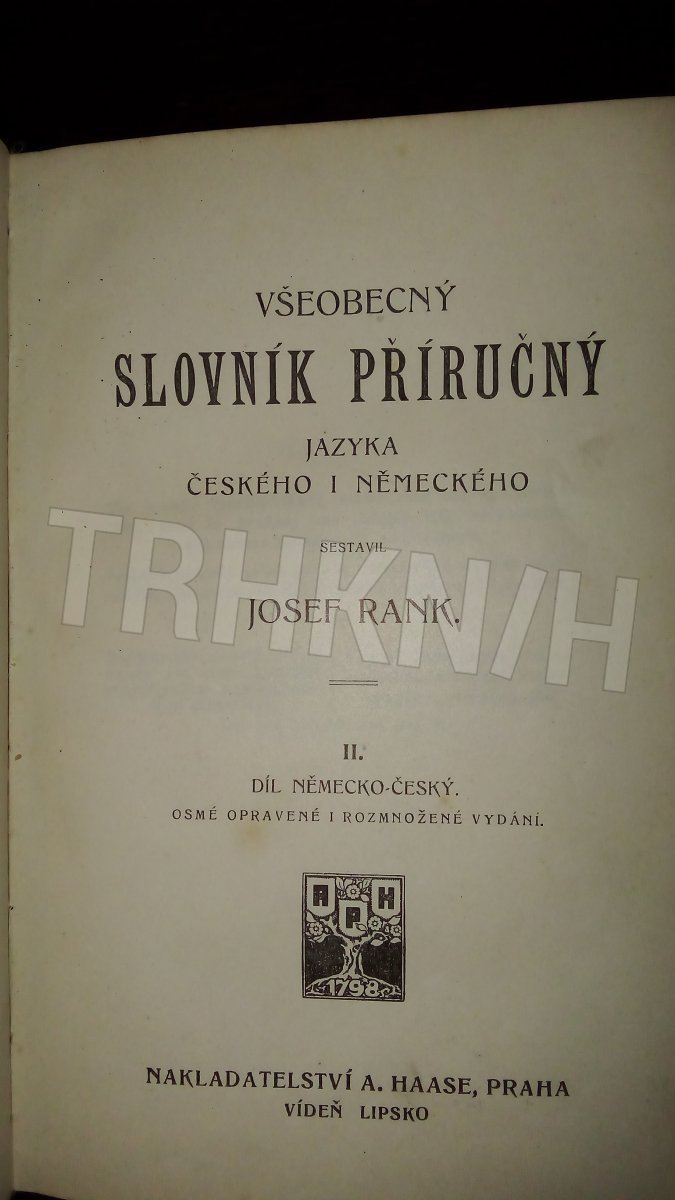 VŠEOBECNÝ
SLOVNÍK PŘÍRUČNÝ
JAZYKA
ČESKÉHO I NĚMECKÉHO
SESTAVIL
TRHKN/H
JOSEF RANK.
II.
DÍL NĚMECKO-ČESKÝ.
OSMÉ OPRAVENÉ I ROZMNOŽENÉ VYDÁNÍ.
A P H
1798
NAKLADATELSTVÍ A. HAASE, PRAHA
VÍDEŇ LIPSKO